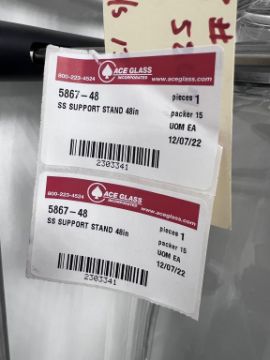 ACE GLASS
INCORPORATED
800-223-4524 www.aceglass.com
5867-48 pieces 1
SS SUPPORT STAND 48in packer 15
UOM EA
12/07/22
2303341
ACE GLASS
INCORPORATED
800-223-4524 www.aceglass.com
5867-48 pieces 1
SS SUPPORT STAND 48in packer 15
UOM EA
12/07/22
2303341